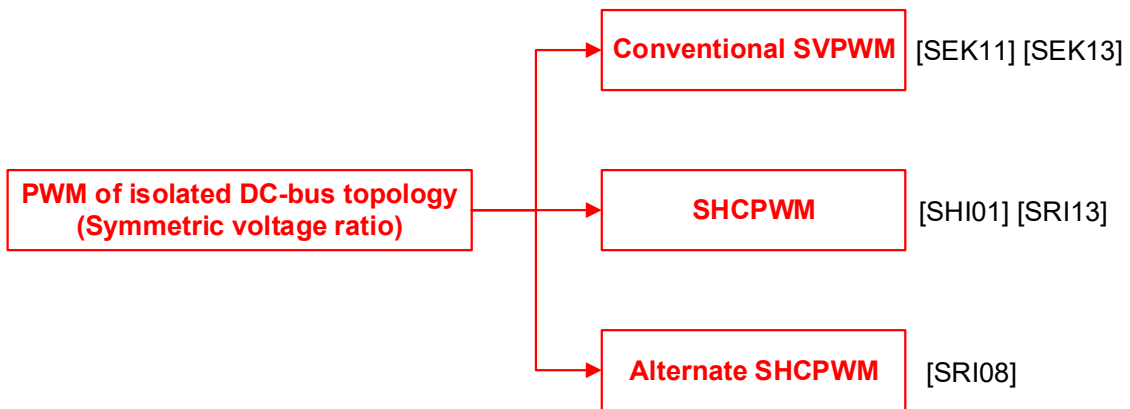 Conventional SVPWM [SEK11] [SEK13]
PWM of isolated DC-bus topology
(Symmetric voltage ratio)
SHCPWM [SHI01] [SRI13]
Alternate SHCPWM [SRI08]